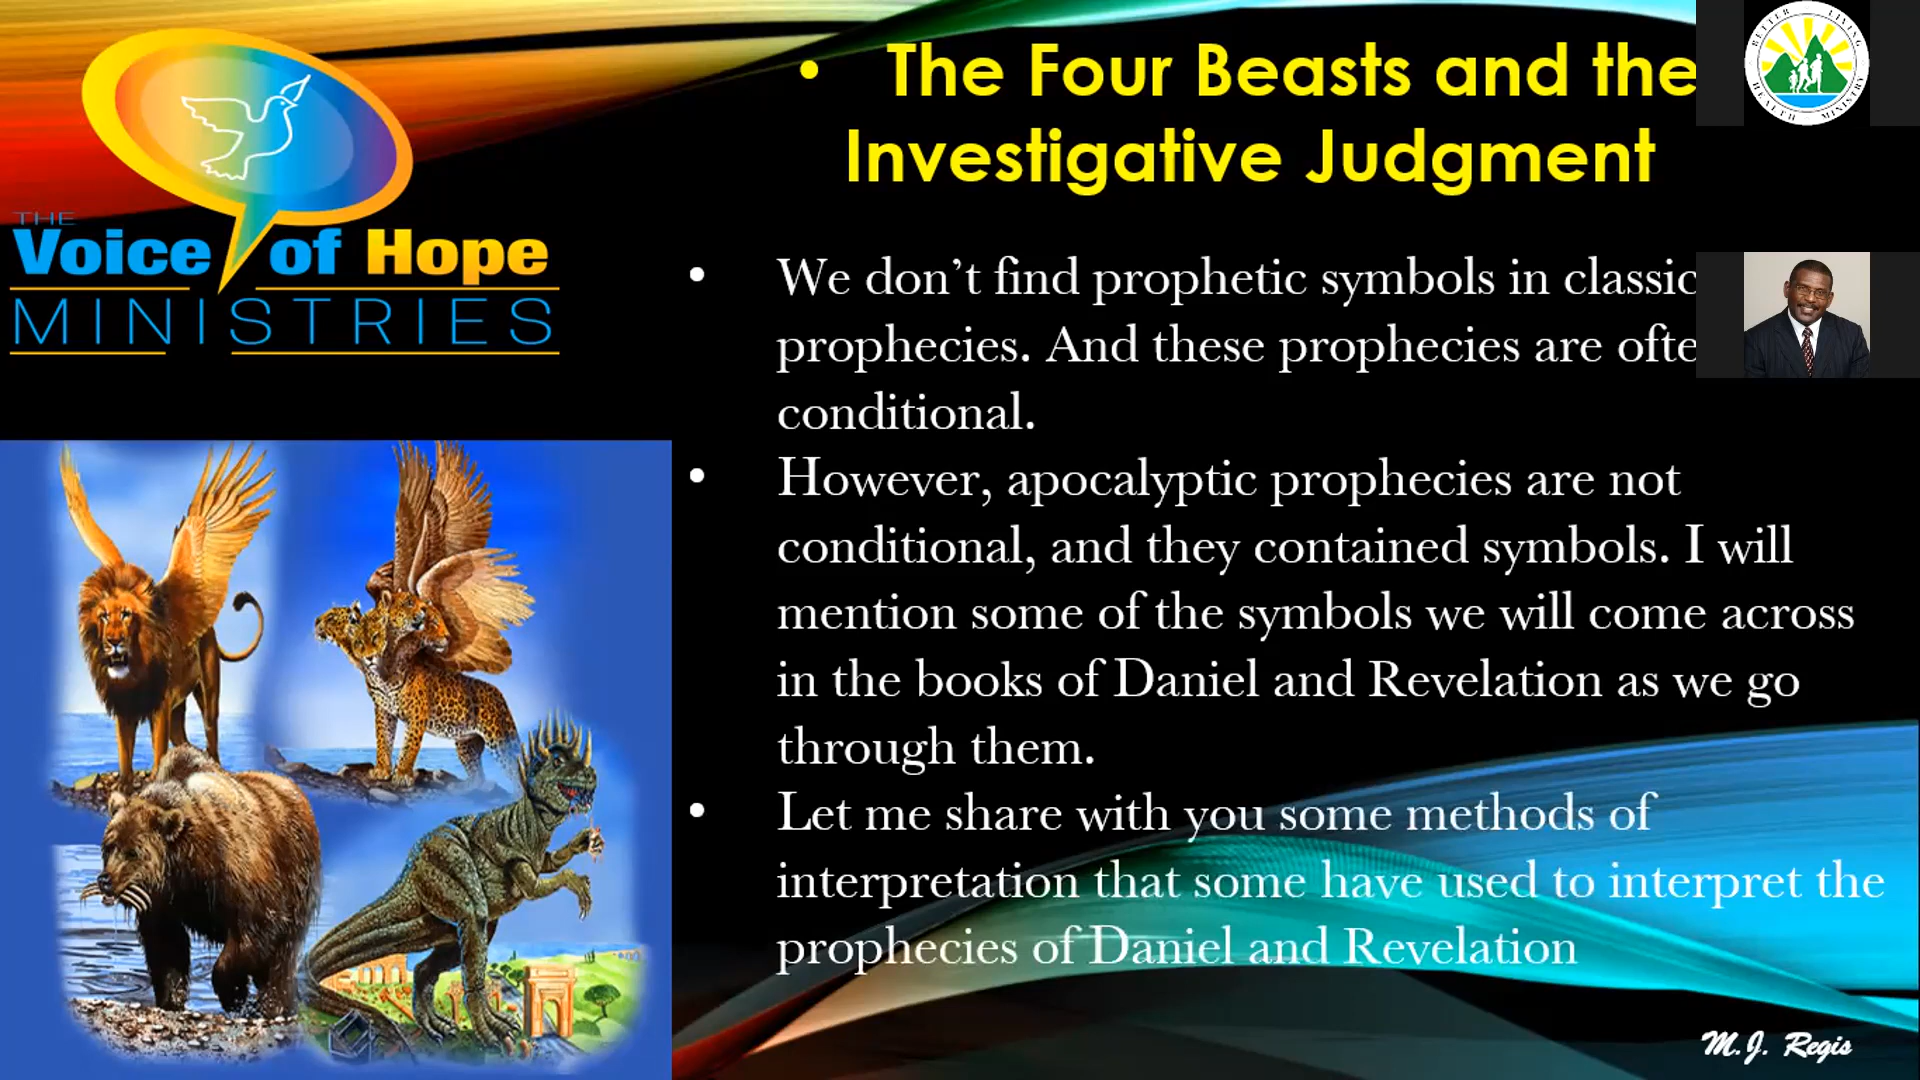 THE
Voice of Hope
MINISTRIES
• The Four Beasts and the
Investigative Judgment
BETTER LIVING
HEALTH MINISTRY
• We don’t find prophetic symbols in classic
prophecies. And these prophecies are ofte
conditional.
• However, apocalyptic prophecies are not
conditional, and they contained symbols. I will
mention some of the symbols we will come across
in the books of Daniel and Revelation as we go
through them.
• Let me share with you some methods of
interpretation that some have used to interpret the
prophecies of Daniel and Revelation
M.J. Regis